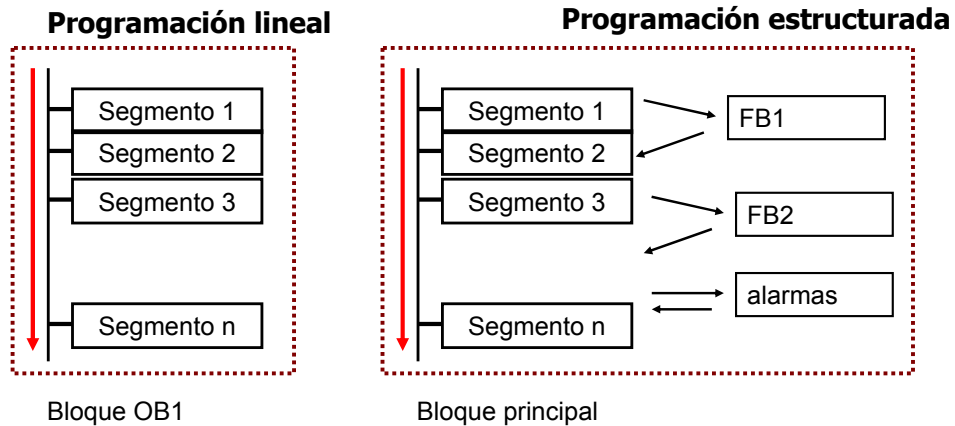 Programación lineal
Segmento 1
Segmento 2
Segmento 3
Segmento n
Bloque OB1
Programación estructurada
Segmento 1
Segmento 2
Segmento 3
Segmento n
FB1
FB2
alarmas
Bloque principal